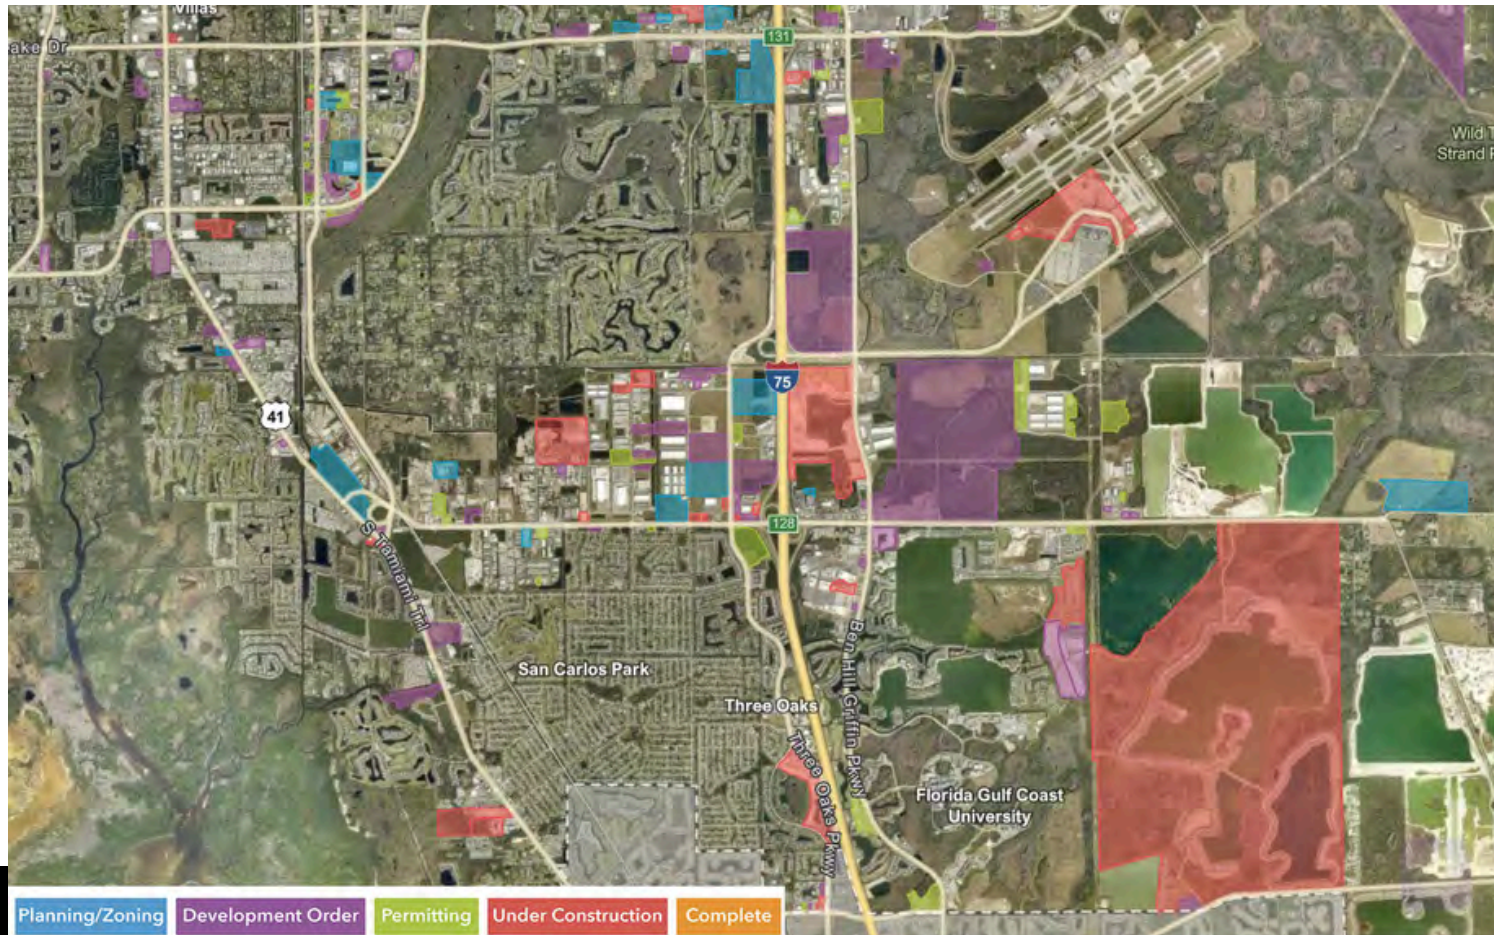 Villas
ake Dr
131
Wild T
Strand P
75
41
128
S Tamiami Trl
San Carlos Park
Three Oaks
Ben Hill Griffin Pkwy
Three Oaks Pkwy
Florida Gulf Coast
University
Planning/Zoning
Development Order
Permitting
Under Construction
Complete